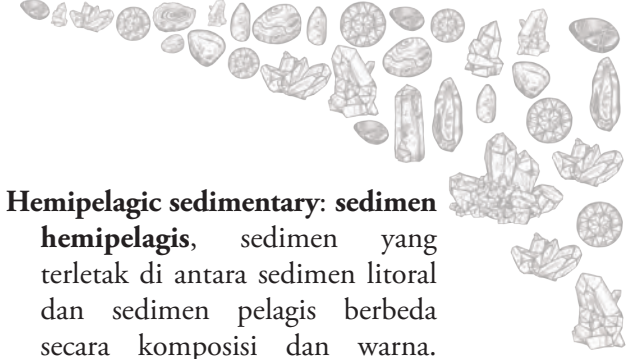 Hemipelagic sedimentary: sedimen
hemipelagis, sedimen yang
terletak di antara sedimen litoral
dan sedimen pelagis berbeda
secara komposisi dan warna.